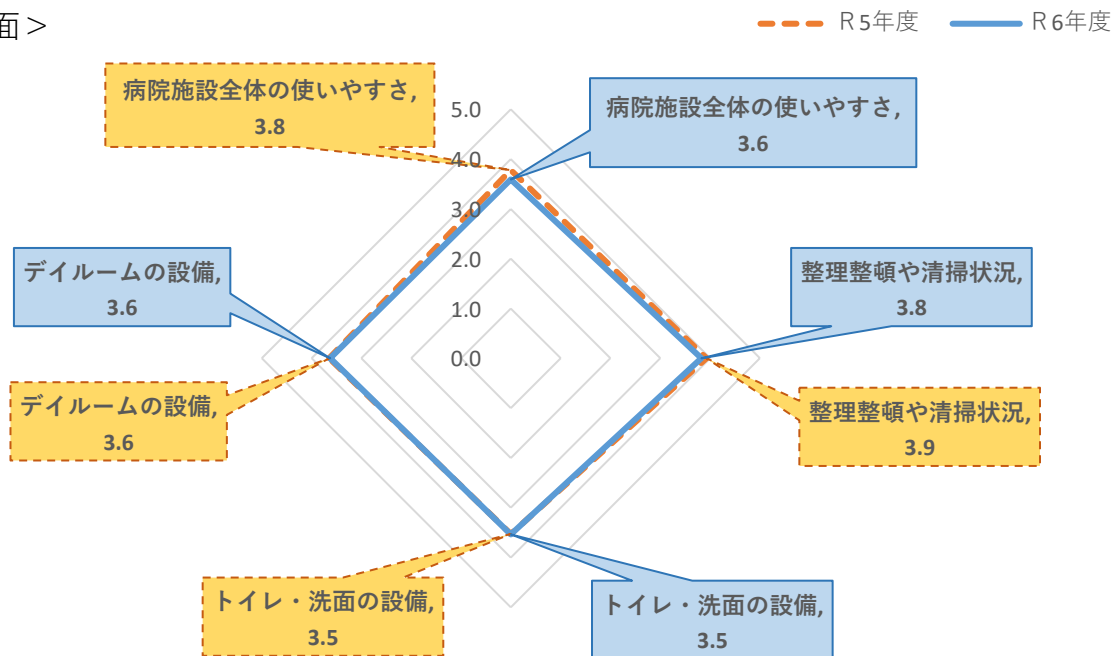 面＞
R5年度
R6年度
病院施設全体の使いやすさ,
3.8
病院施設全体の使いやすさ,
3.6
5.0
4.0
3.0
2.0
1.0
0.0
デイルームの設備,
3.6
整理整頓や清掃状況,
3.8
デイルームの設備,
3.6
整理整頓や清掃状況,
3.9
トイレ・洗面の設備,
3.5
トイレ・洗面の設備,
3.5